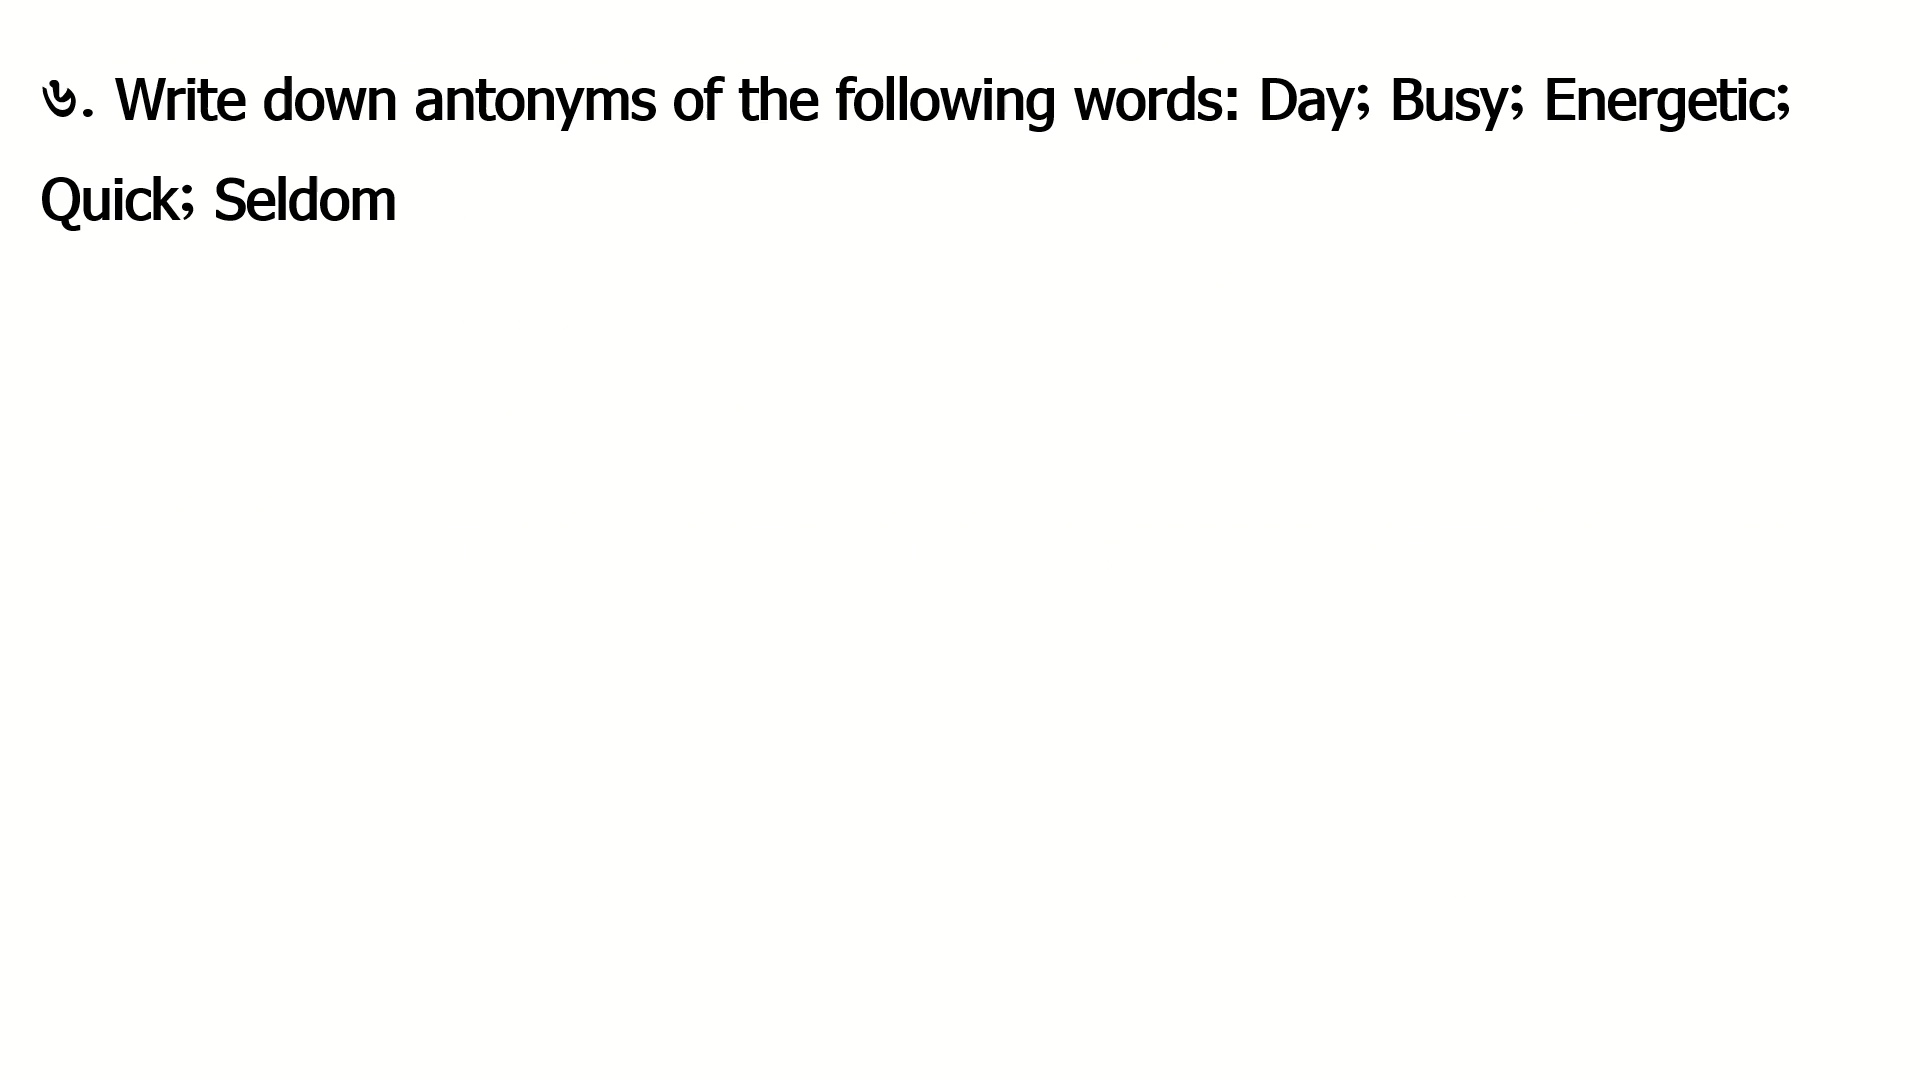 ৬. Write down antonyms of the following words: Day; Busy; Energetic;
Quick; Seldom